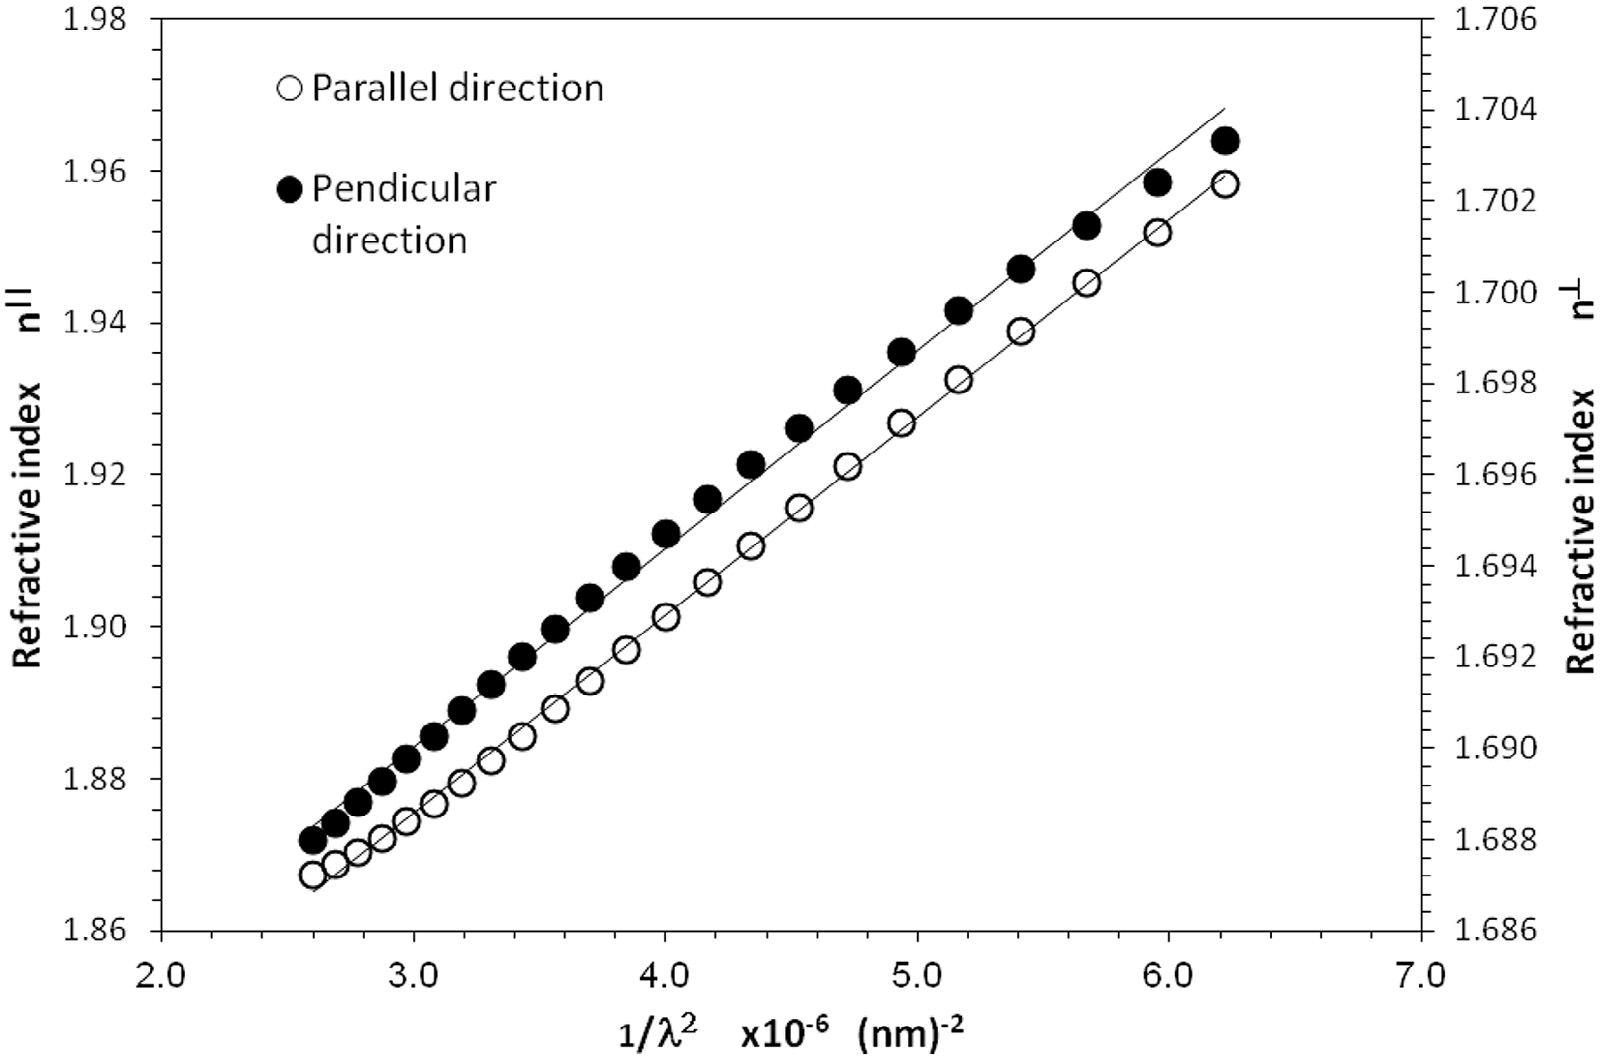 1.98
1.96
1.94
1.92
1.90
1.88
1.86
Refractive index n||
Parallel direction
Pendicular
direction
1.706
1.704
1.702
1.700
1.698
1.696
1.694
1.692
1.690
1.688
1.686
Refractive index n⊥
2.0 3.0 4.0 5.0 6.0 7.0
1/λ² x10⁻⁶ (nm)⁻²